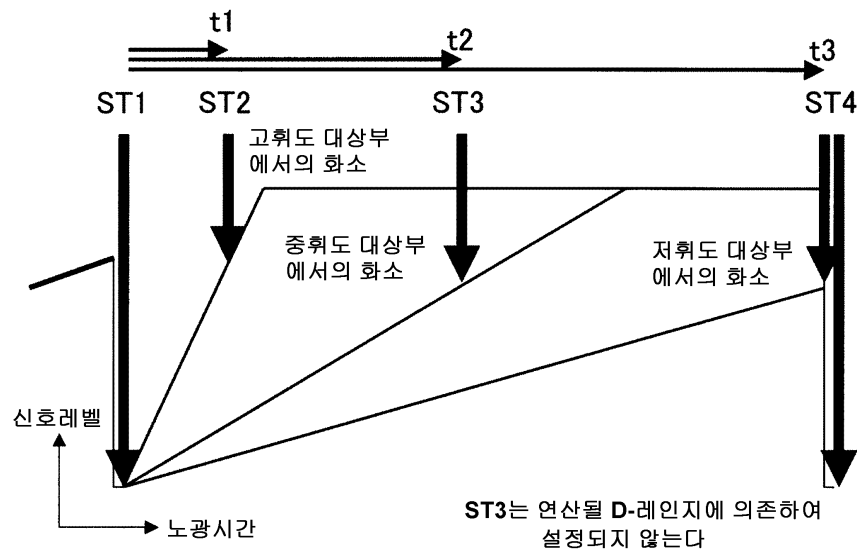 t1
t2
t3
ST1
ST2
ST3
ST4
고휘도 대상부
에서의 화소
중휘도 대상부
에서의 화소
저휘도 대상부
에서의 화소
신호레벨
노광시간
ST3는 연산될 D-레인지에 의존하여
설정되지 않는다